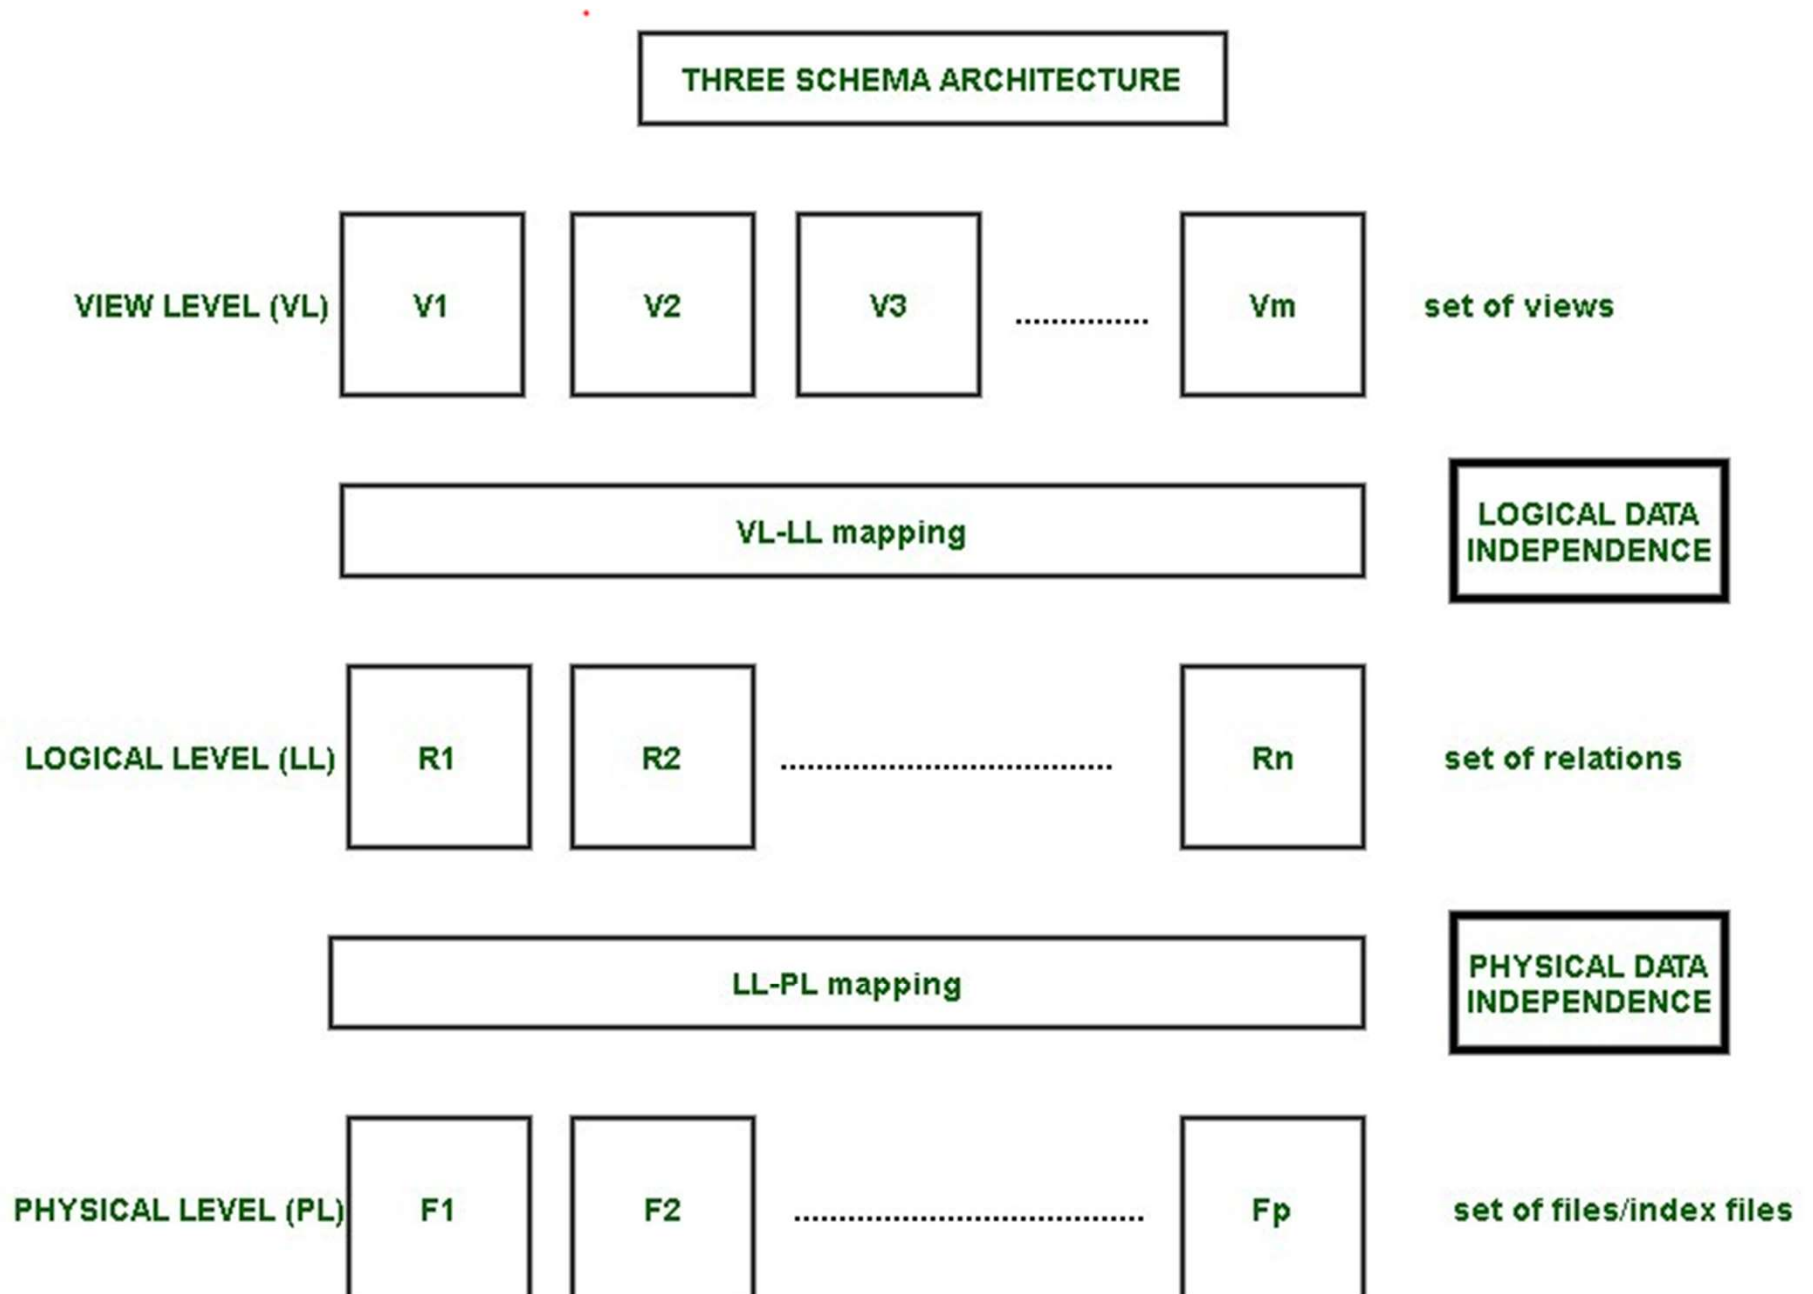 THREE SCHEMA ARCHITECTURE
VIEW LEVEL (VL) V1 V2 V3 ............... Vm set of views
VL-LL mapping
LOGICAL DATA
INDEPENDENCE
LOGICAL LEVEL (LL) R1 R2 ..................................... Rn set of relations
LL-PL mapping
PHYSICAL DATA
INDEPENDENCE
PHYSICAL LEVEL (PL) F1 F2 ....................................... Fp set of files/index files